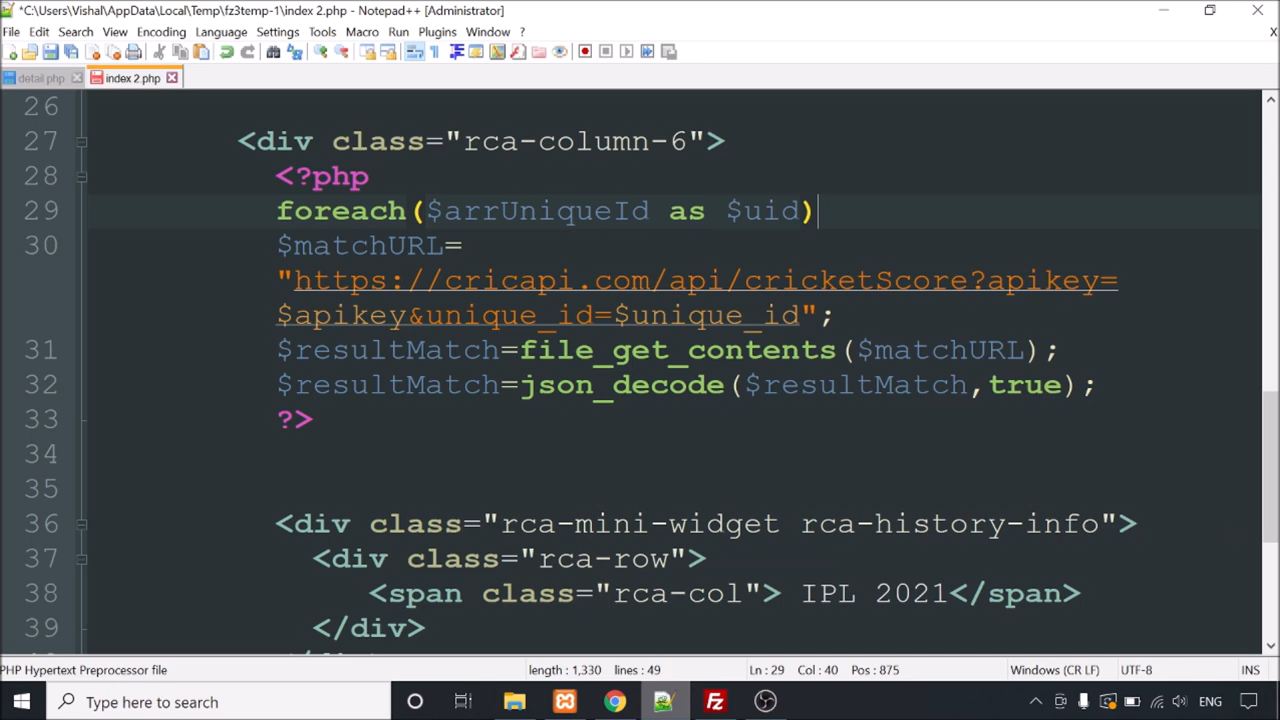 *C:\Users\Vishal\AppData\Local\Temp\fz3temp-1\index 2.php - Notepad++ [Administrator]
File Edit Search View Encoding Language Settings Tools Macro Run Plugins Window ? X
detail.php index 2.php
26
27 <div class="rca-column-6">
28 <?php
29 foreach($arrUniqueId as $uid)
30 $matchURL=
"https://cricapi.com/api/cricketScore?apikey=
$apikey&unique_id=$unique_id";
31 $resultMatch=file_get_contents($matchURL);
32 $resultMatch=json_decode($resultMatch,true);
33 ?>
34
35
36 <div class="rca-mini-widget rca-history-info">
37 <div class="rca-row">
38 <span class="rca-col"> IPL 2021</span>
39 </div>
PHP Hypertext Preprocessor file length : 1,330 lines : 49 Ln : 29 Col : 40 Pos : 875 Windows (CR LF) UTF-8 INS
Type here to search ENG